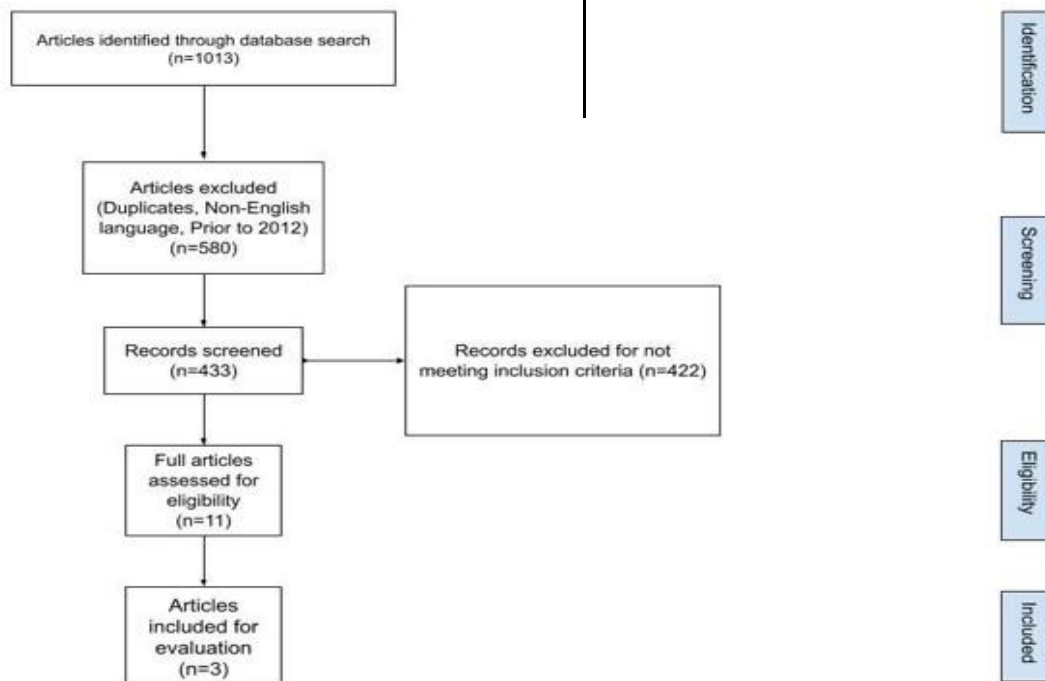 Articles identified through database search
(n=1013)
Identification
Articles excluded
(Duplicates, Non-English
language, Prior to 2012)
(n=580)
Screening
Records screened
(n=433)
Records excluded for not
meeting inclusion criteria (n=422)
Full articles
assessed for
eligibility
(n=11)
Eligibility
Articles
included for
evaluation
(n=3)
Included